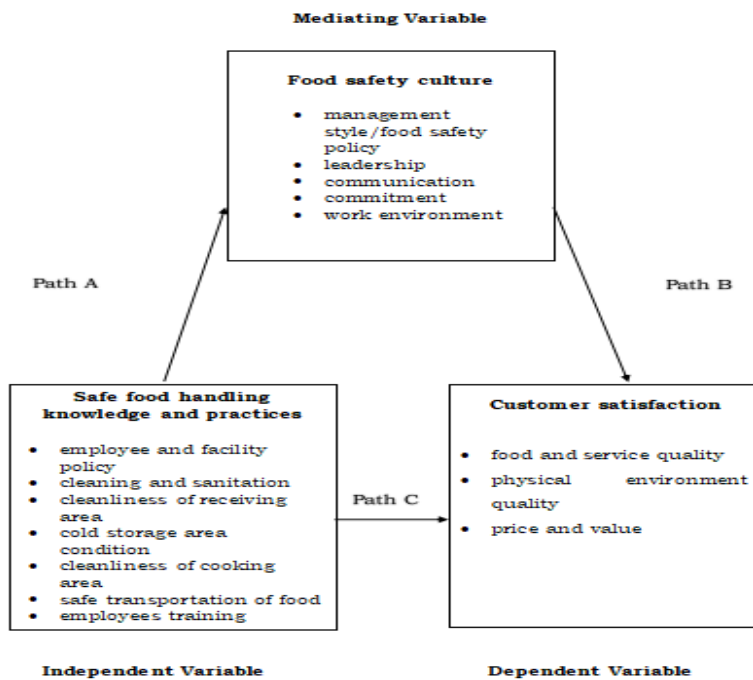 Mediating Variable
Food safety culture
• management
style/food safety
policy
• leadership
• communication
• commitment
• work environment
Path A
Path B
Safe food handling
knowledge and practices
• employee and facility
policy
• cleaning and sanitation
• cleanliness of receiving
area
• cold storage area
condition
• cleanliness of cooking
area
• safe transportation of food
• employees training
Path C
Customer satisfaction
• food and service quality
• physical environment
quality
• price and value
Independent Variable
Dependent Variable